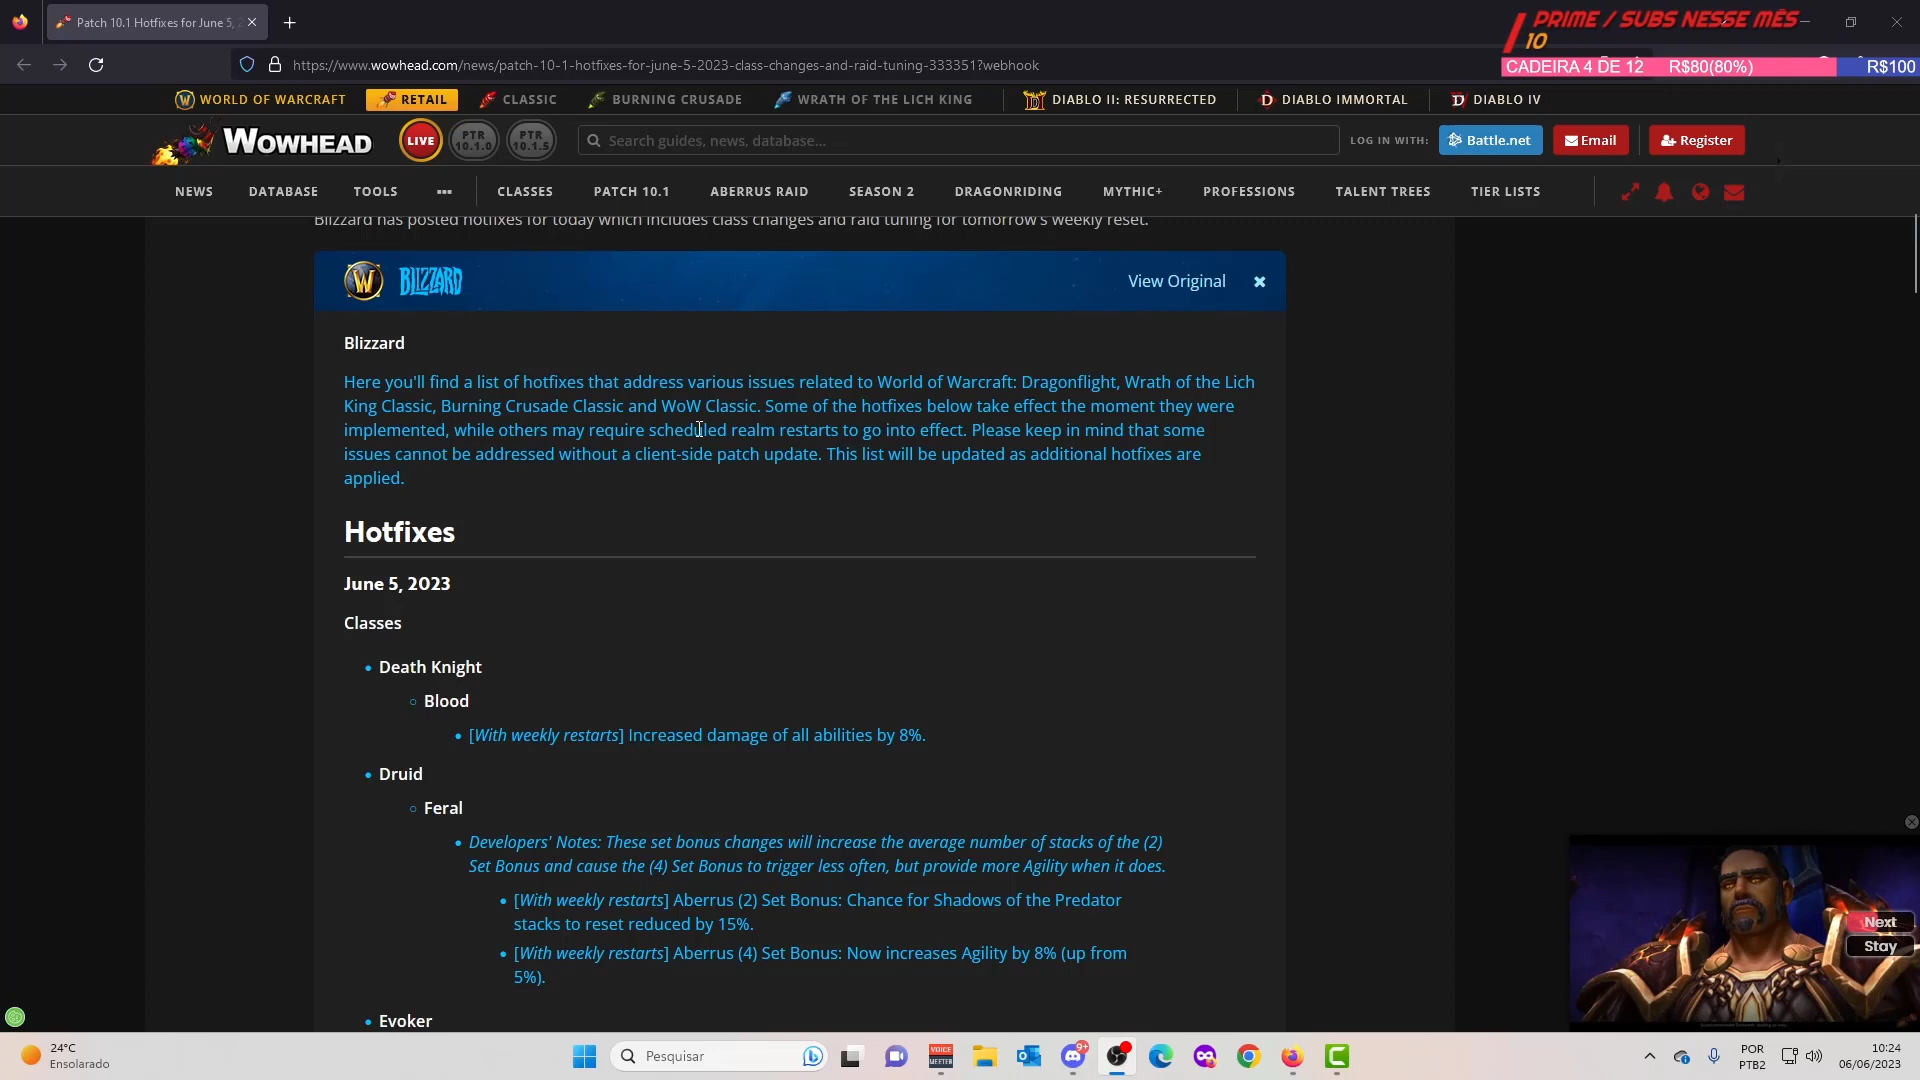 Patch 10.1 Hotfixes for June 5,
PRIME / SUBS NESSE MÊS
10
CADEIRA 4 DE 12 R$80(80%) R$100
https://www.wowhead.com/news/patch-10-1-hotfixes-for-june-5-2023-class-changes-and-raid-tuning-333351?webhook
WORLD OF WARCRAFT RETAIL CLASSIC BURNING CRUSADE WRATH OF THE LICH KING DIABLO II: RESURRECTED DIABLO IMMORTAL DIABLO IV
WOWHEAD LIVE PTR 10.1.0 PTR 10.1.5 Search guides, news, database... LOG IN WITH: Battle.net Email Register
NEWS DATABASE TOOLS ••• CLASSES PATCH 10.1 ABERRUS RAID SEASON 2 DRAGONRIDING MYTHIC+ PROFESSIONS TALENT TREES TIER LISTS
Blizzard has posted hotfixes for today which includes class changes and raid tuning for tomorrow's weekly reset.
W BLIZZARD View Original
Blizzard
Here you'll find a list of hotfixes that address various issues related to World of Warcraft: Dragonflight, Wrath of the Lich
King Classic, Burning Crusade Classic and WoW Classic. Some of the hotfixes below take effect the moment they were
implemented, while others may require scheduled realm restarts to go into effect. Please keep in mind that some
issues cannot be addressed without a client-side patch update. This list will be updated as additional hotfixes are
applied.
Hotfixes
June 5, 2023
Classes
• Death Knight
○ Blood
• [With weekly restarts] Increased damage of all abilities by 8%.
• Druid
○ Feral
• Developers' Notes: These set bonus changes will increase the average number of stacks of the (2)
Set Bonus and cause the (4) Set Bonus to trigger less often, but provide more Agility when it does.
• [With weekly restarts] Aberrus (2) Set Bonus: Chance for Shadows of the Predator
stacks to reset reduced by 15%.
• [With weekly restarts] Aberrus (4) Set Bonus: Now increases Agility by 8% (up from
5%).
• Evoker
Next
Stay
24°C
Ensolarado
Pesquisar
VOICE
MEETER
9+
POR
PTB2
10:24
06/06/2023